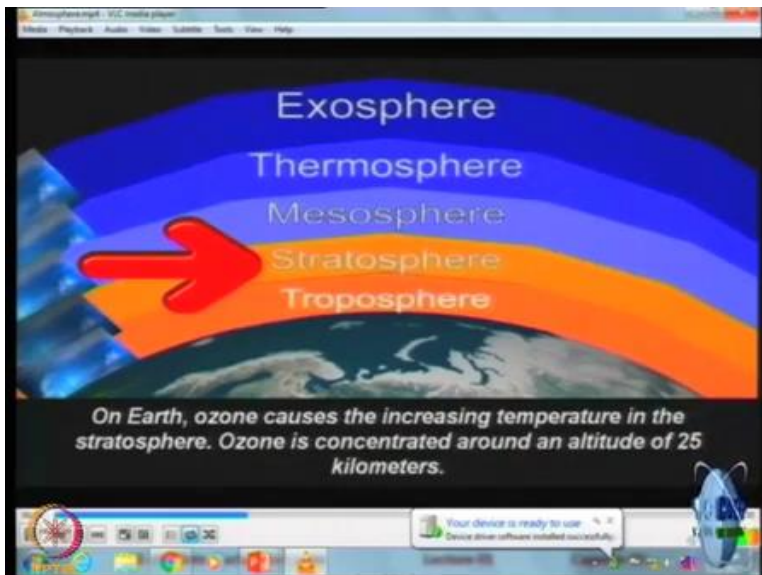 Atmosphere.mp4 - VLC media player
Media Playback Audio Video Subtitle Tools View Help
Exosphere
Thermosphere
Mesosphere
Stratosphere
Troposphere
On Earth, ozone causes the increasing temperature in the
stratosphere. Ozone is concentrated around an altitude of 25
kilometers.
Your device is ready to use
Device driver software installed successfully.
NPTEL